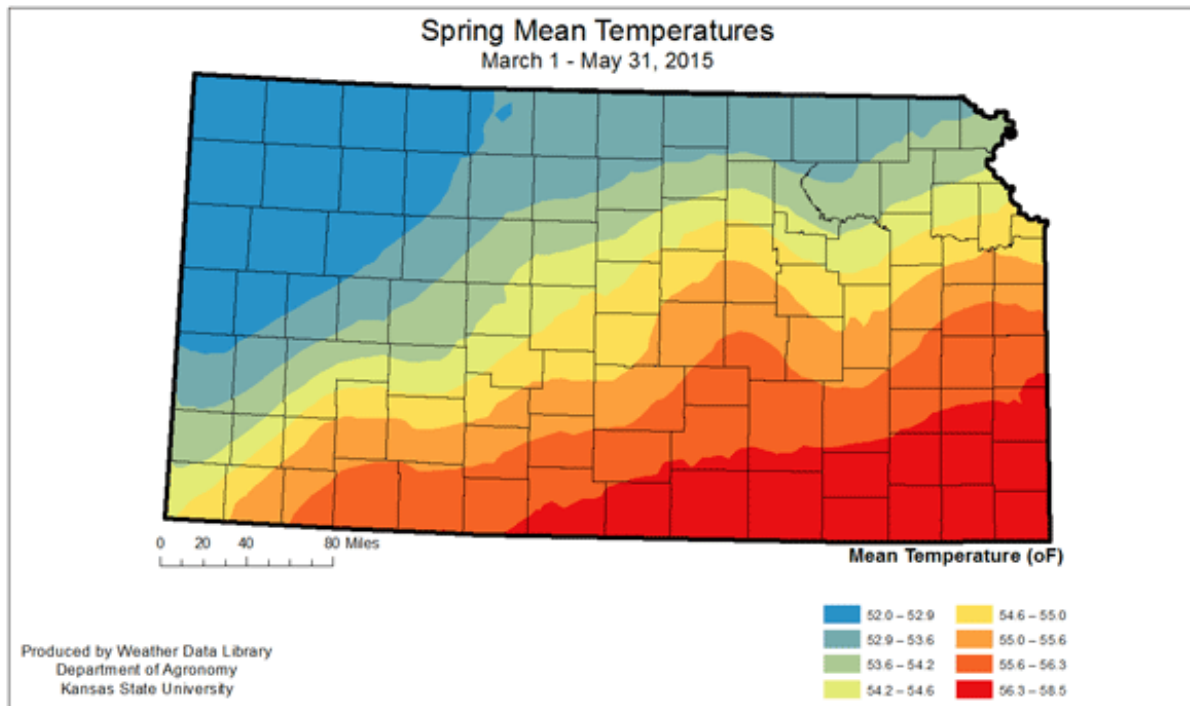 Spring Mean Temperatures
March 1 - May 31, 2015
0 20 40 80 Miles
Mean Temperature (oF)
52.0 – 52.9
52.9 – 53.6
53.6 – 54.2
54.2 – 54.6
54.6 – 55.0
55.0 – 55.6
55.6 – 56.3
56.3 – 58.5
Produced by Weather Data Library
Department of Agronomy
Kansas State University